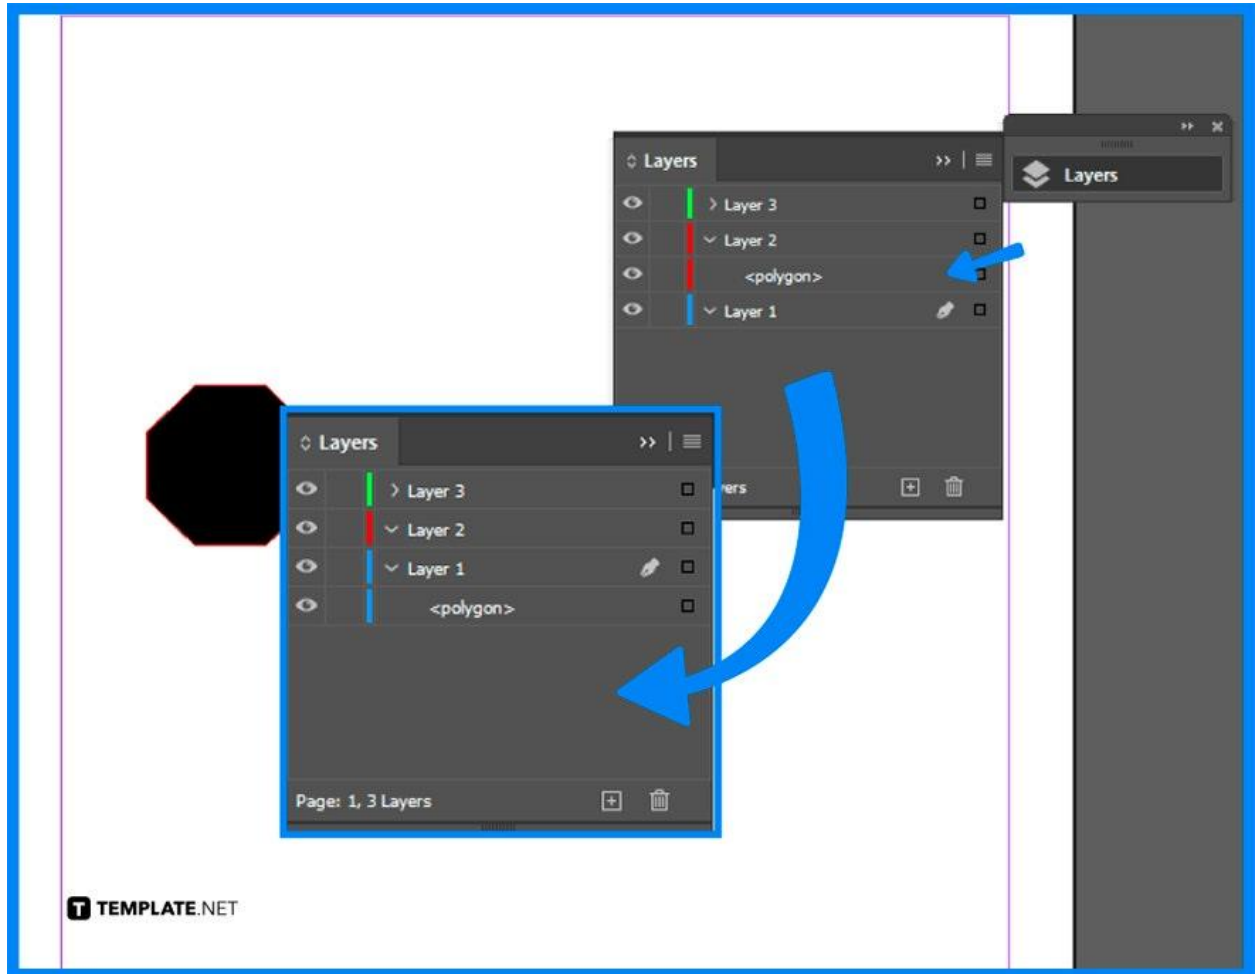 Layers
Layer 3
Layer 2
<polygon>
Layer 1
Layers
Layers
Layer 3
Layer 2
Layer 1
<polygon>
Page: 1, 3 Layers
T TEMPLATE.NET